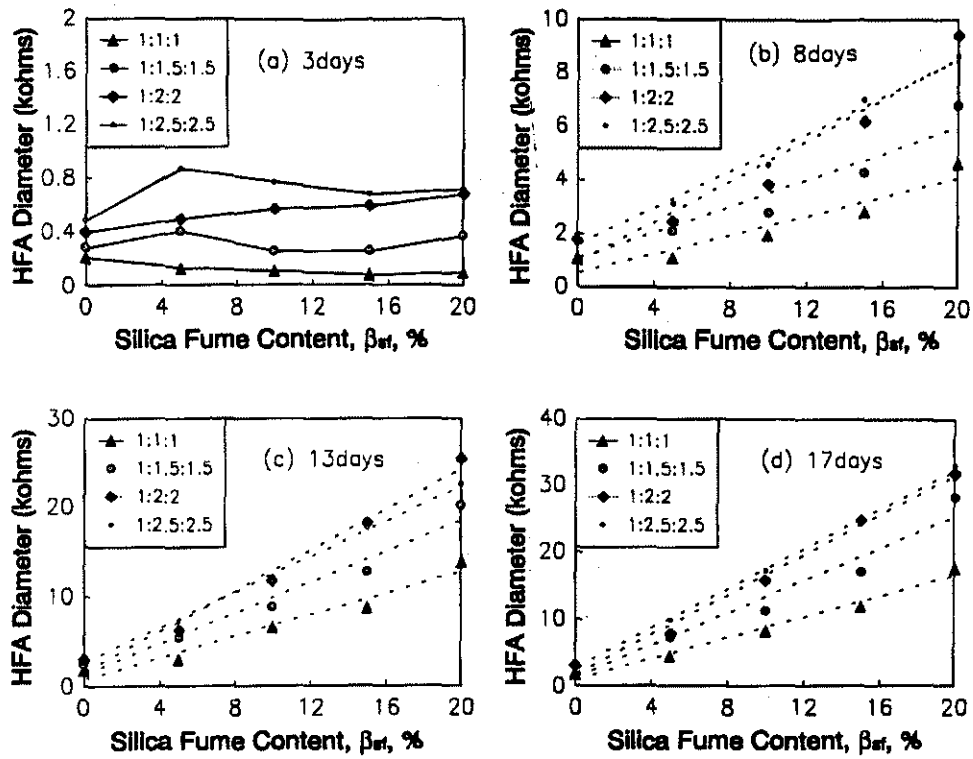 HFA Diameter (kohms)
2
1.6
1.2
0.8
0.4
0
1:1:1
1:1.5:1.5
1:2:2
1:2.5:2.5
(a) 3days
0 4 8 12 16 20
Silica Fume Content, βsf, %
HFA Diameter (kohms)
10
8
6
4
2
0
1:1:1
1:1.5:1.5
1:2:2
1:2.5:2.5
(b) 8days
0 4 8 12 16 20
Silica Fume Content, βsf, %
HFA Diameter (kohms)
30
20
10
0
1:1:1
1:1.5:1.5
1:2:2
1:2.5:2.5
(c) 13days
0 4 8 12 16 20
Silica Fume Content, βsf, %
HFA Diameter (kohms)
40
30
20
10
0
1:1:1
1:1.5:1.5
1:2:2
1:2.5:2.5
(d) 17days
0 4 8 12 16 20
Silica Fume Content, βsf, %